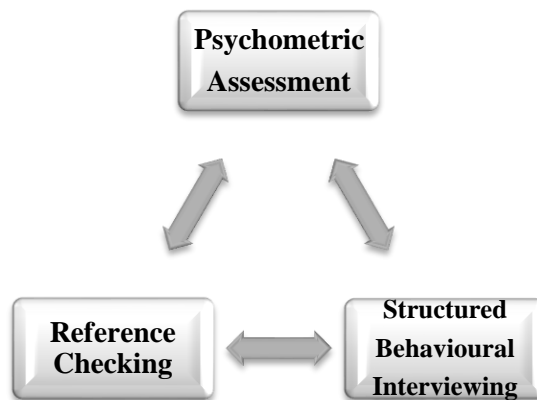 Psychometric
Assessment
Reference
Checking
Structured
Behavioural
Interviewing